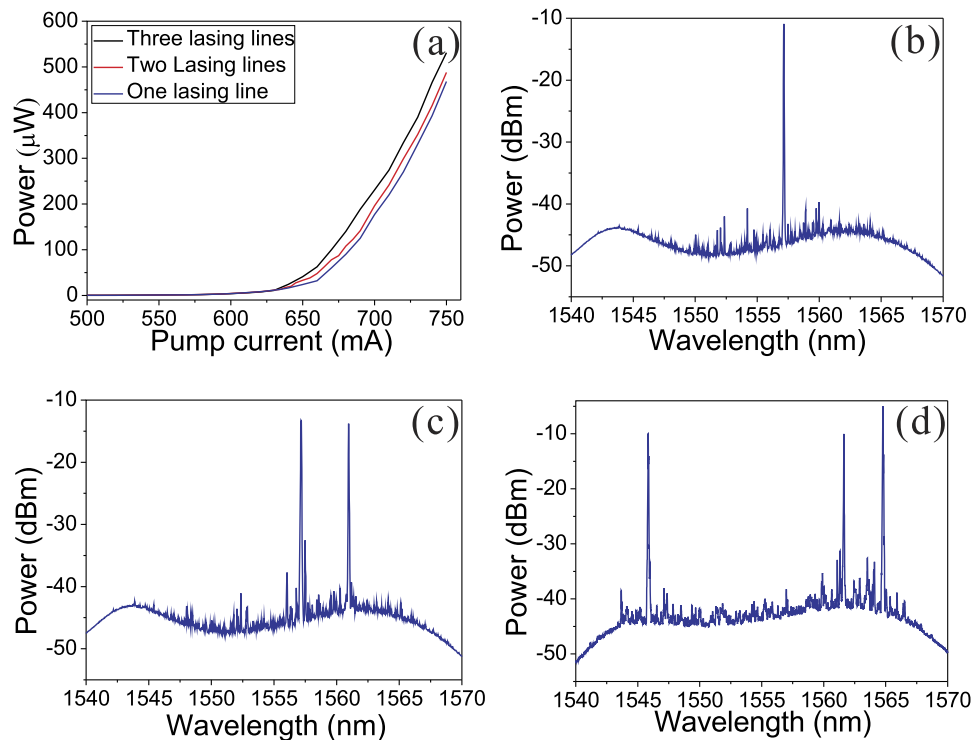 (a)
Three lasing lines
Two Lasing lines
One lasing line
Power (μW)
600
500
400
300
200
100
0
500 550 600 650 700 750
Pump current (mA)
(b)
Power (dBm)
-10
-20
-30
-40
-50
1540 1545 1550 1555 1560 1565 1570
Wavelength (nm)
(c)
Power (dBm)
-10
-20
-30
-40
-50
1540 1545 1550 1555 1560 1565 1570
Wavelength (nm)
(d)
Power (dBm)
-10
-20
-30
-40
-50
1540 1545 1550 1555 1560 1565 1570
Wavelength (nm)